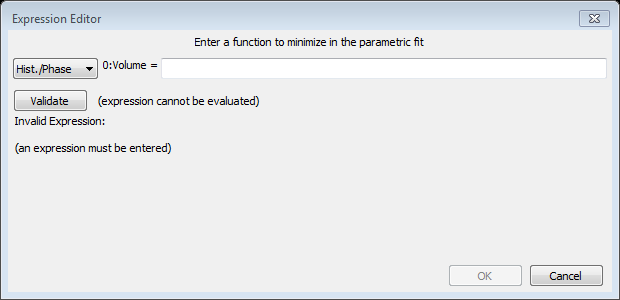 Expression Editor
Enter a function to minimize in the parametric fit
Hist./Phase 0:Volume =
Validate (expression cannot be evaluated)
Invalid Expression:
(an expression must be entered)
OK Cancel